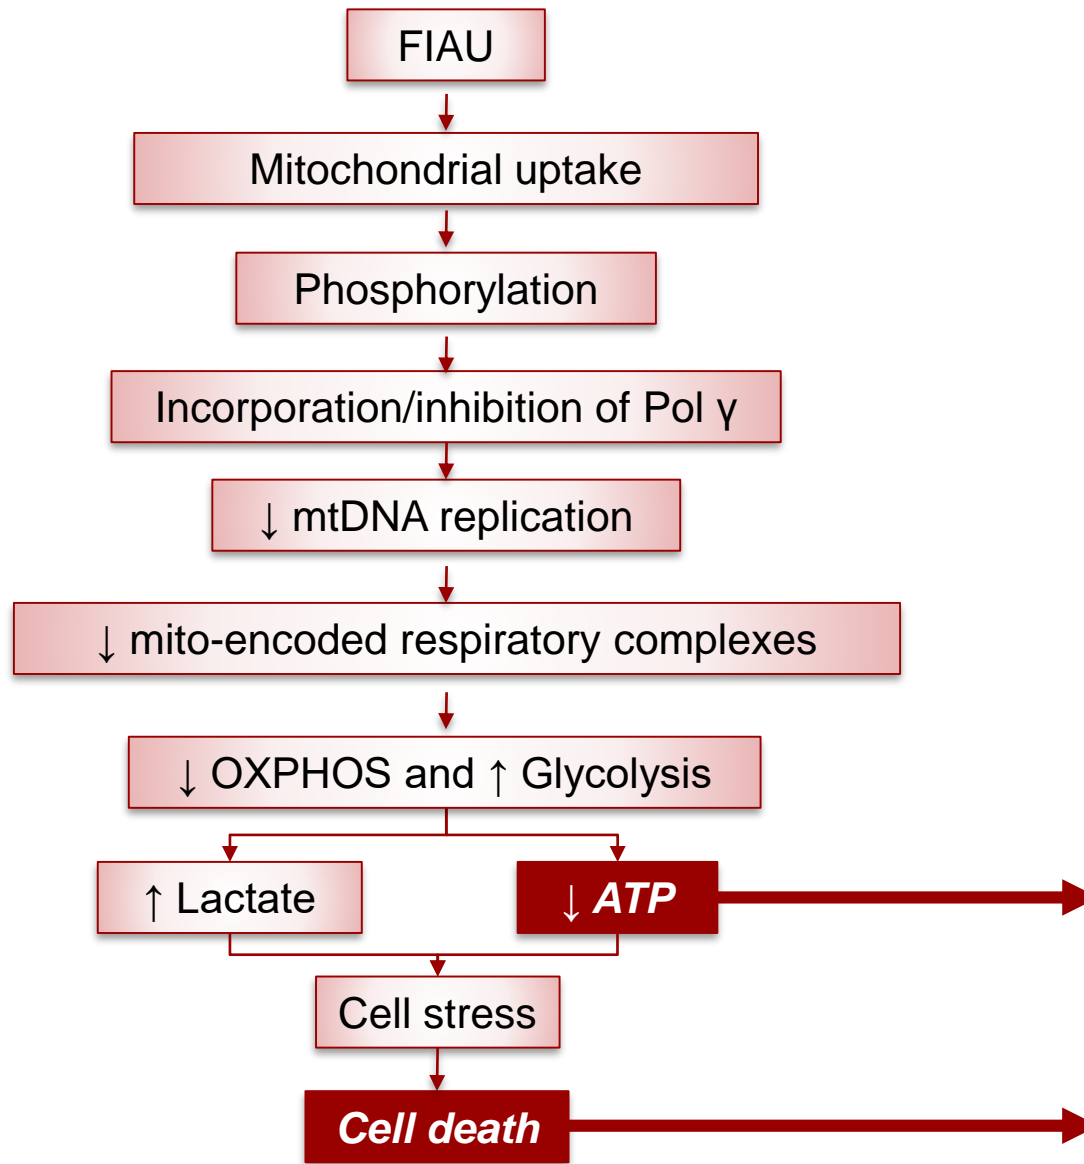 FIAU
Mitochondrial uptake
Phosphorylation
Incorporation/inhibition of Pol γ
↓ mtDNA replication
↓ mito-encoded respiratory complexes
↓ OXPHOS and ↑ Glycolysis
↑ Lactate
↓ ATP
Cell stress
Cell death